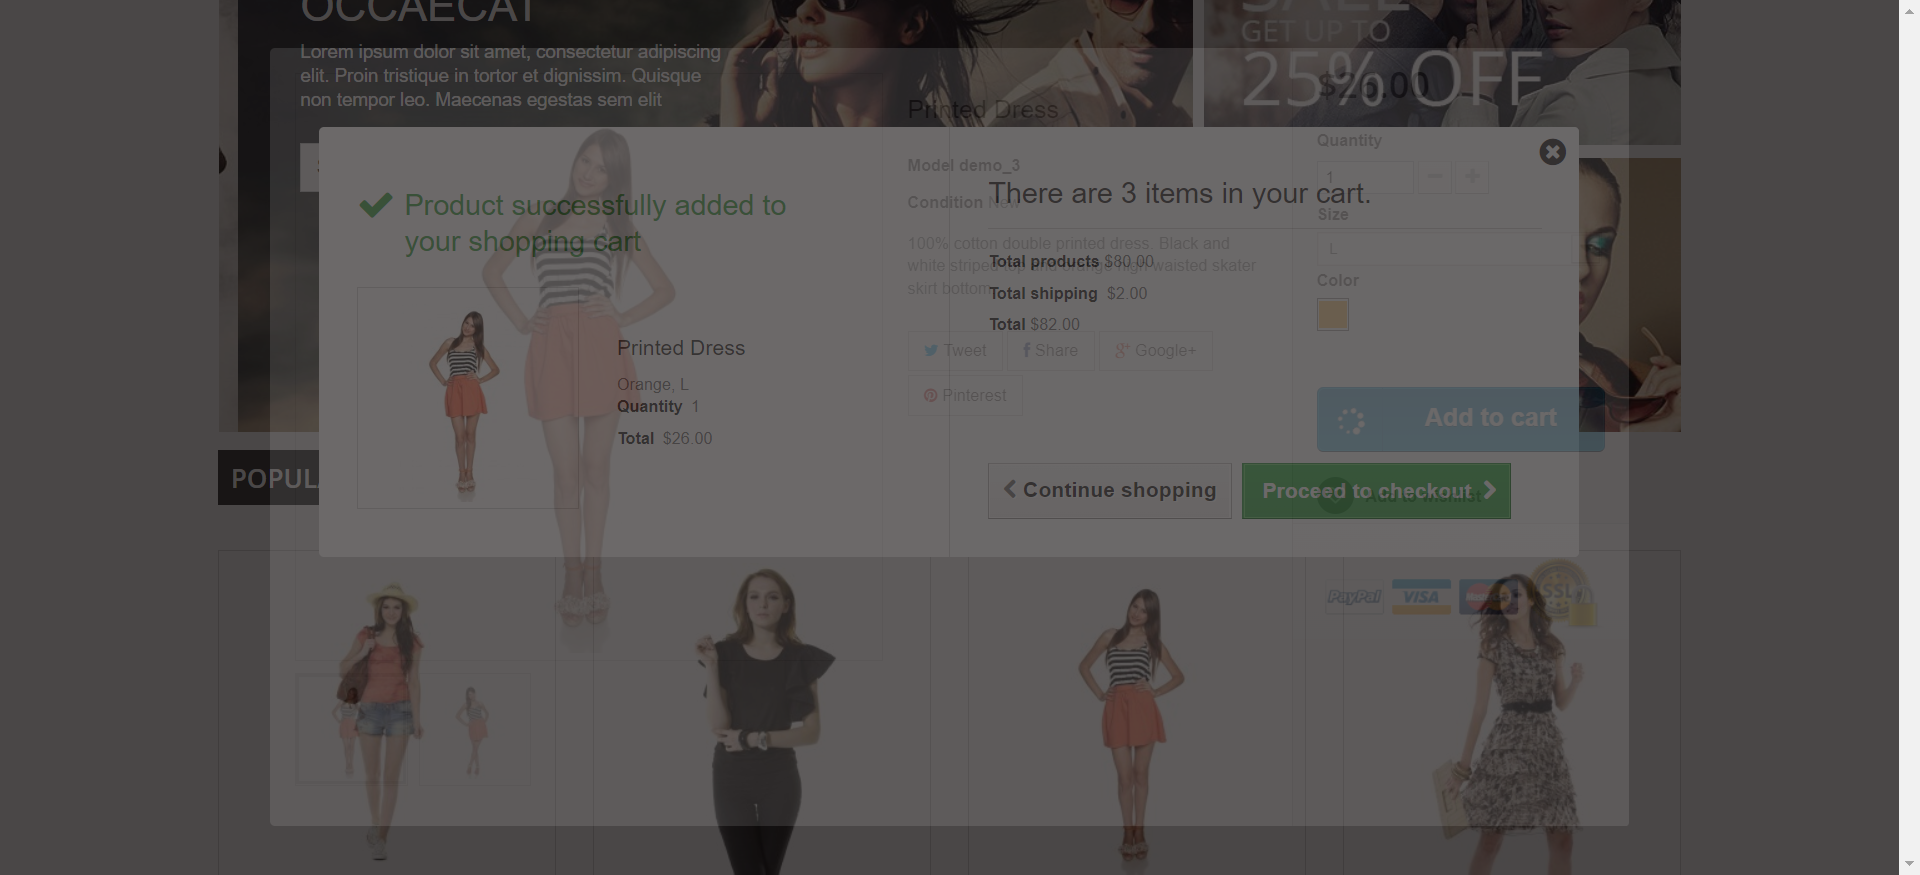 OCCAECAT
Lorem ipsum dolor sit amet, consectetur adipiscing
elit. Proin tristique in tortor et dignissim. Quisque
non tempor leo. Maecenas egestas sem elit
SALE
GET UP TO
25% OFF
$26.00
Printed Dress
Model demo_3
Condition New
100% cotton double printed dress. Black and
white striped top and orange high waisted skater
skirt bottom.
Tweet
Share
Google+
Pinterest
Quantity
1
Size
L
Color
Add to cart
Product successfully added to
your shopping cart
Printed Dress
Orange, L
Quantity 1
Total $26.00
There are 3 items in your cart.
Total products $80.00
Total shipping $2.00
Total $82.00
Continue shopping
Proceed to checkout
Add to wishlist
PayPal
VISA
SSL